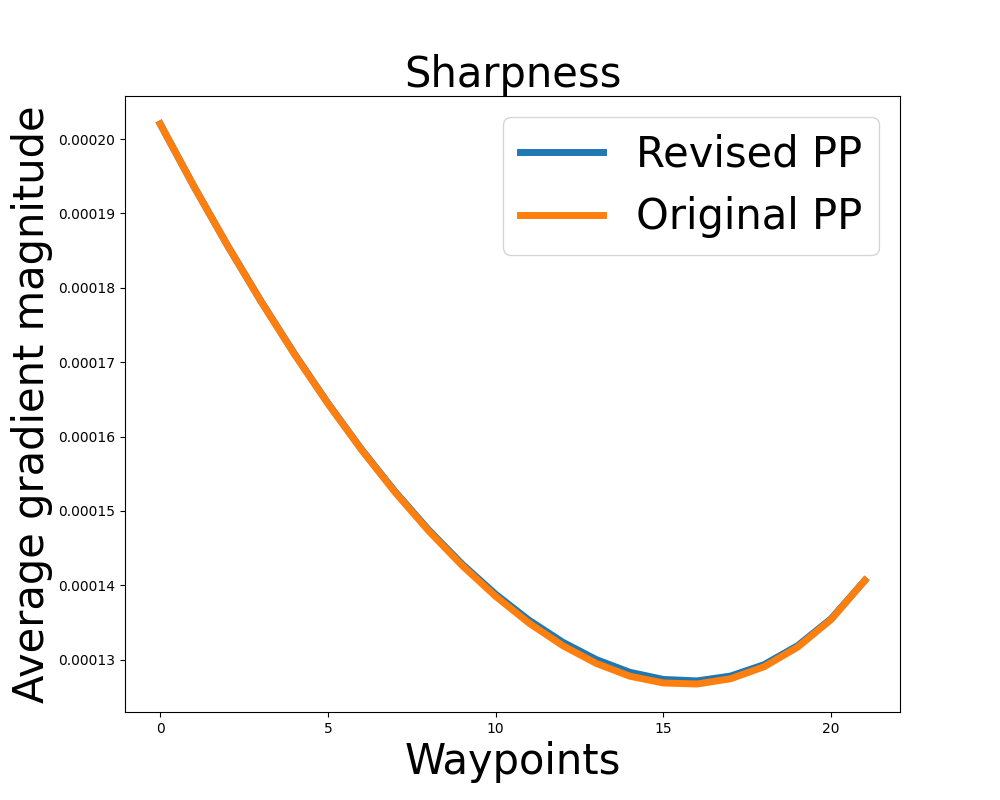 Sharpness
Revised PP
Original PP
Average gradient magnitude
0.00020
0.00019
0.00018
0.00017
0.00016
0.00015
0.00014
0.00013
0 5 10 15 20
Waypoints